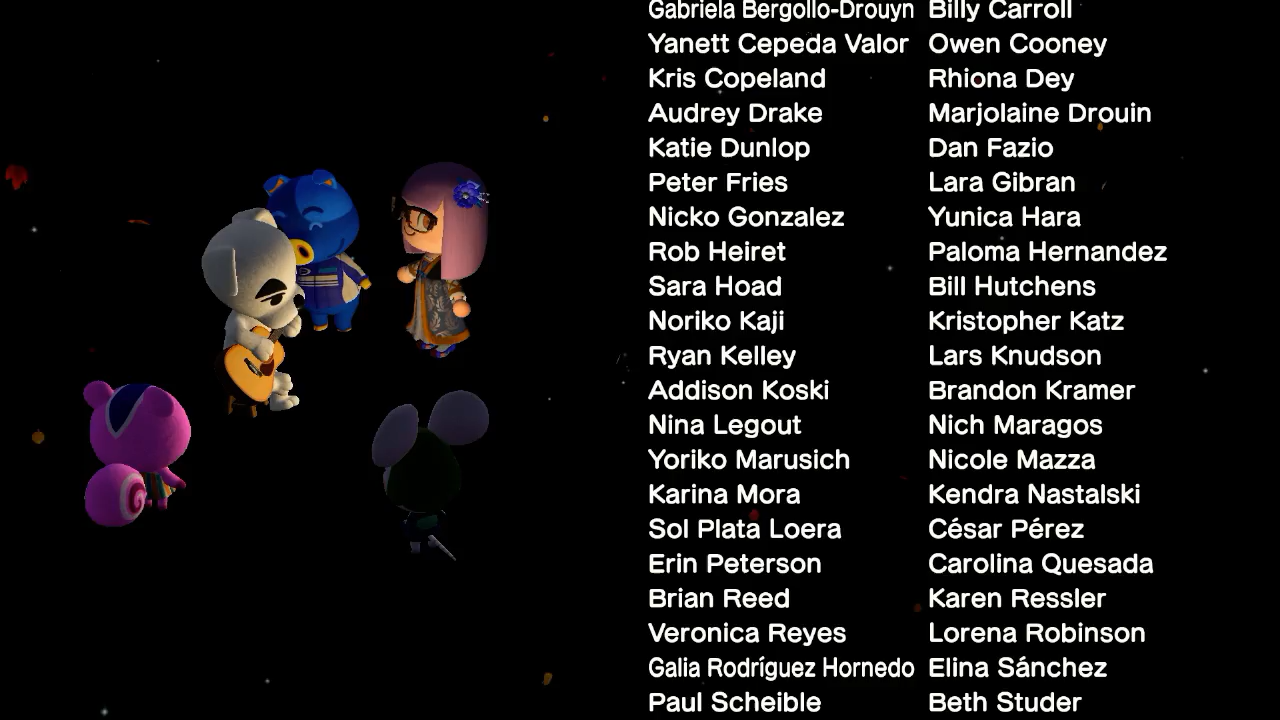 Gabriela Bergollo-Drouyn Billy Carroll
Yanett Cepeda Valor Owen Cooney
Kris Copeland Rhiona Dey
Audrey Drake Marjolaine Drouin
Katie Dunlop Dan Fazio
Peter Fries Lara Gibran
Nicko Gonzalez Yunica Hara
Rob Heiret Paloma Hernandez
Sara Hoad Bill Hutchens
Noriko Kaji Kristopher Katz
Ryan Kelley Lars Knudson
Addison Koski Brandon Kramer
Nina Legout Nich Maragos
Yoriko Marusich Nicole Mazza
Karina Mora Kendra Nastalski
Sol Plata Loera César Pérez
Erin Peterson Carolina Quesada
Brian Reed Karen Ressler
Veronica Reyes Lorena Robinson
Galia Rodríguez Hornedo Elina Sánchez
Paul Scheible Beth Studer